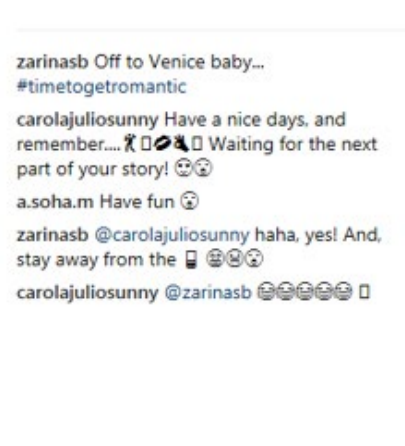 zarinasb Off to Venice baby...
#timetogetromantic
carolajuliosunny Have a nice days, and
remember.... Waiting for the next
part of your story!
a.soha.m Have fun
zarinasb @carolajuliosunny haha, yes! And,
stay away from the
carolajuliosunny @zarinasb